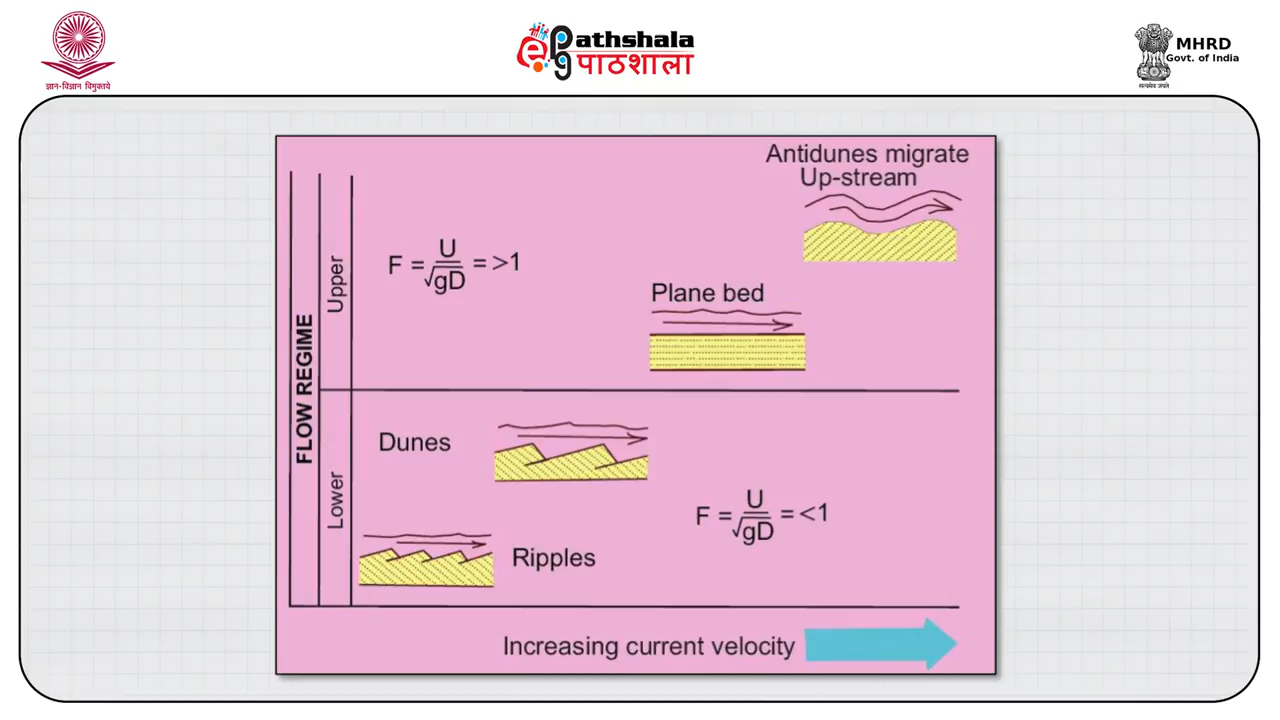 ज्ञान-विज्ञान विमुक्तये
e pg Pathshala
पाठशाला
MHRD
Govt. of India
सत्यमेव जयते
Antidunes migrate
Up-stream
F = U/√gD = >1
Plane bed
FLOW REGIME
Upper
Lower
Dunes
F = U/√gD = <1
Ripples
Increasing current velocity